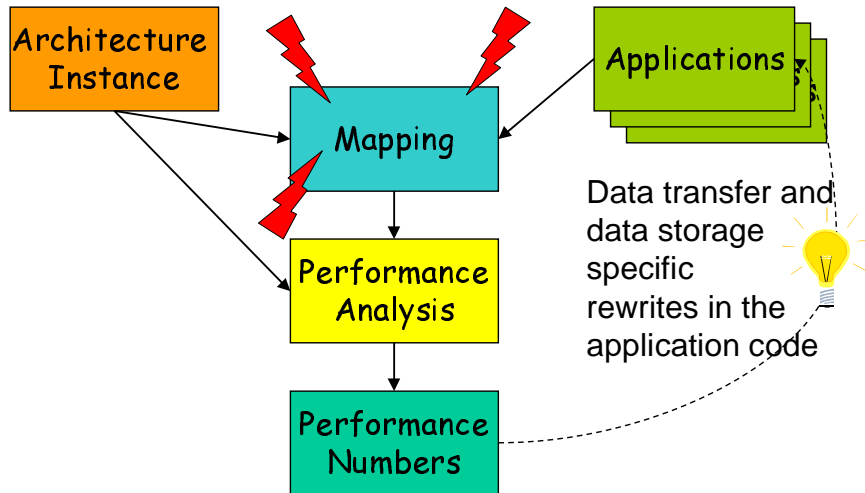 Architecture
Instance
Applications
Mapping
Data transfer and
data storage
specific
rewrites in the
application code
Performance
Analysis
Performance
Numbers